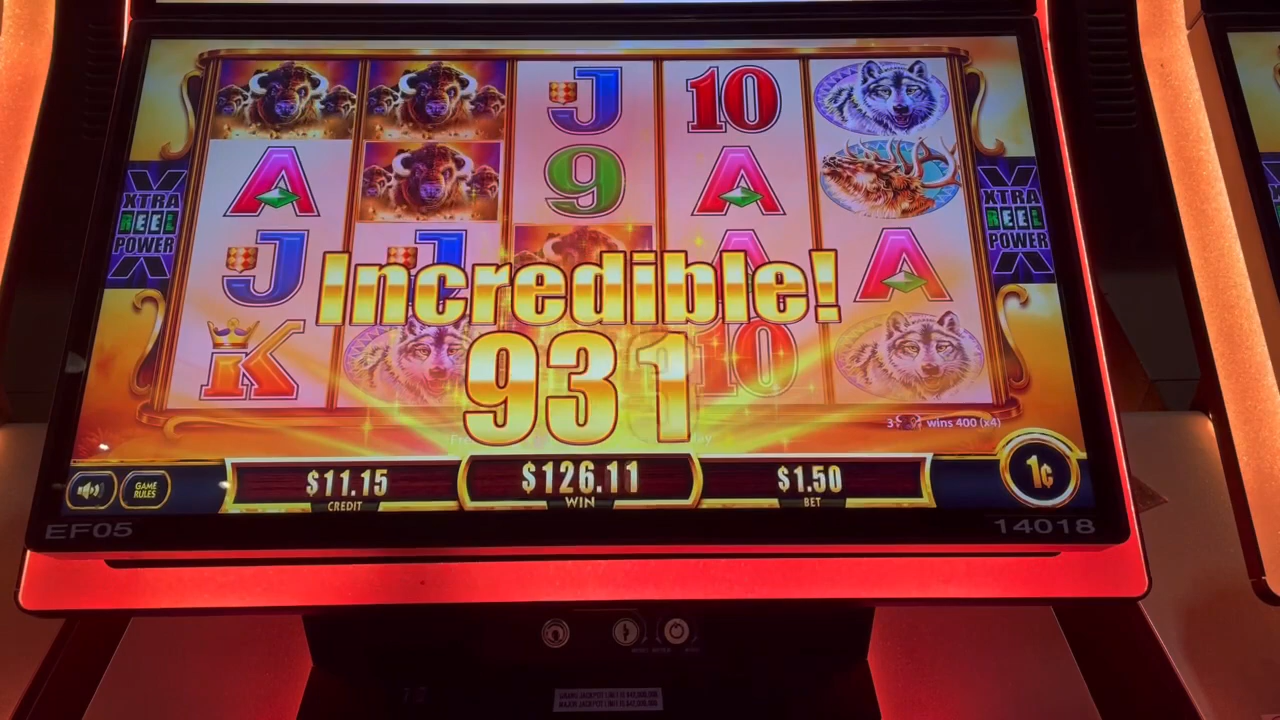 J
10
A
9
A
XTRA
REEL
POWER
X
XTRA
REEL
POWER
X
J
J
A
A
Incredible!
K
10
931
3 wins 400 (x4)
$11.15
CREDIT
$126.11
WIN
$1.50
BET
1¢
GAME
RULES
EF05
14018